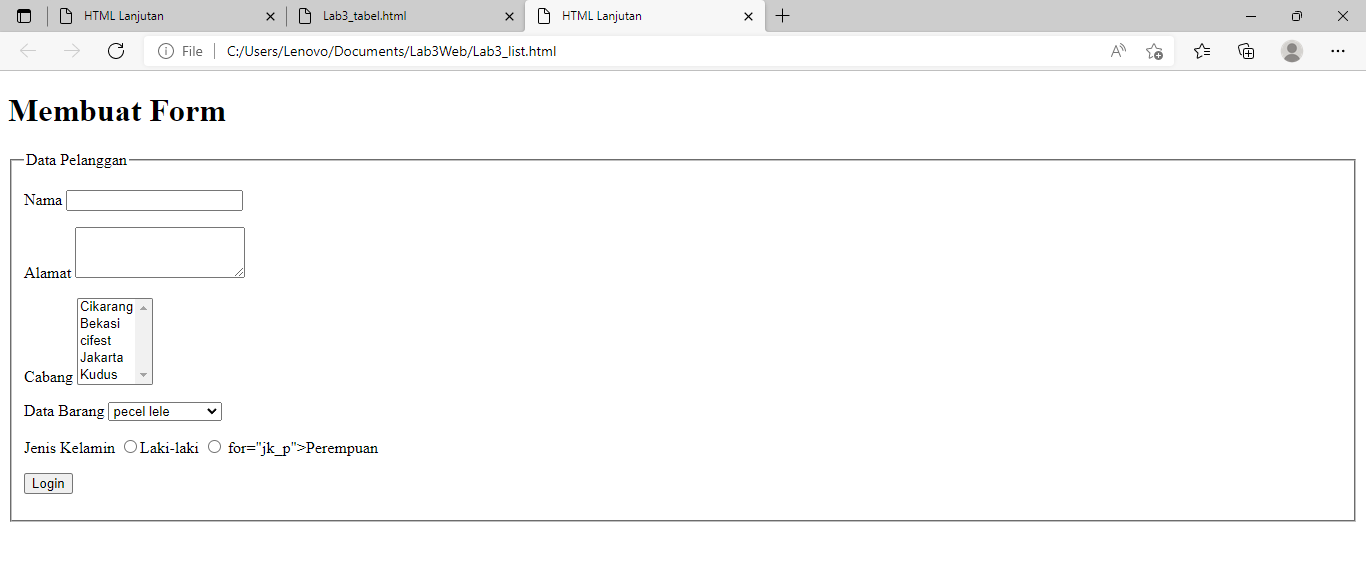 HTML Lanjutan
Lab3_tabel.html
HTML Lanjutan
File
C:/Users/Lenovo/Documents/Lab3Web/Lab3_list.html
Membuat Form
Data Pelanggan
Nama
Alamat
Cikarang
Bekasi
cifest
Jakarta
Kudus
Cabang
Data Barang pecel lele
Jenis Kelamin Laki-laki for="jk_p">Perempuan
Login